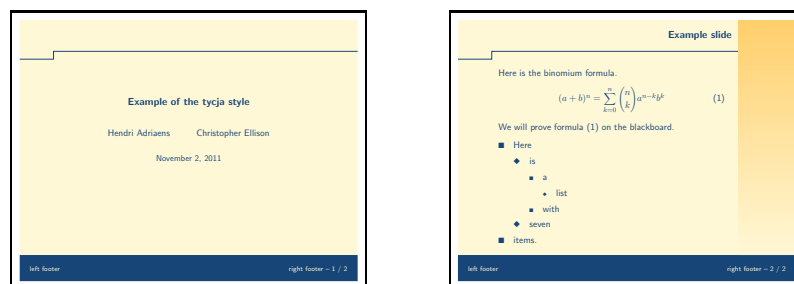 Example of the tycja style
Hendri Adriaens Christopher Ellison
November 2, 2011
left footer right footer – 1 / 2
Example slide
Here is the binomium formula.
(a + b)^n = \sum_{k=0}^{n} \binom{n}{k} a^{n−k} b^k (1)
We will prove formula (1) on the blackboard.
■ Here
◆ is
■ a
◆ list
■ with
◆ seven
■ items.
left footer right footer – 2 / 2